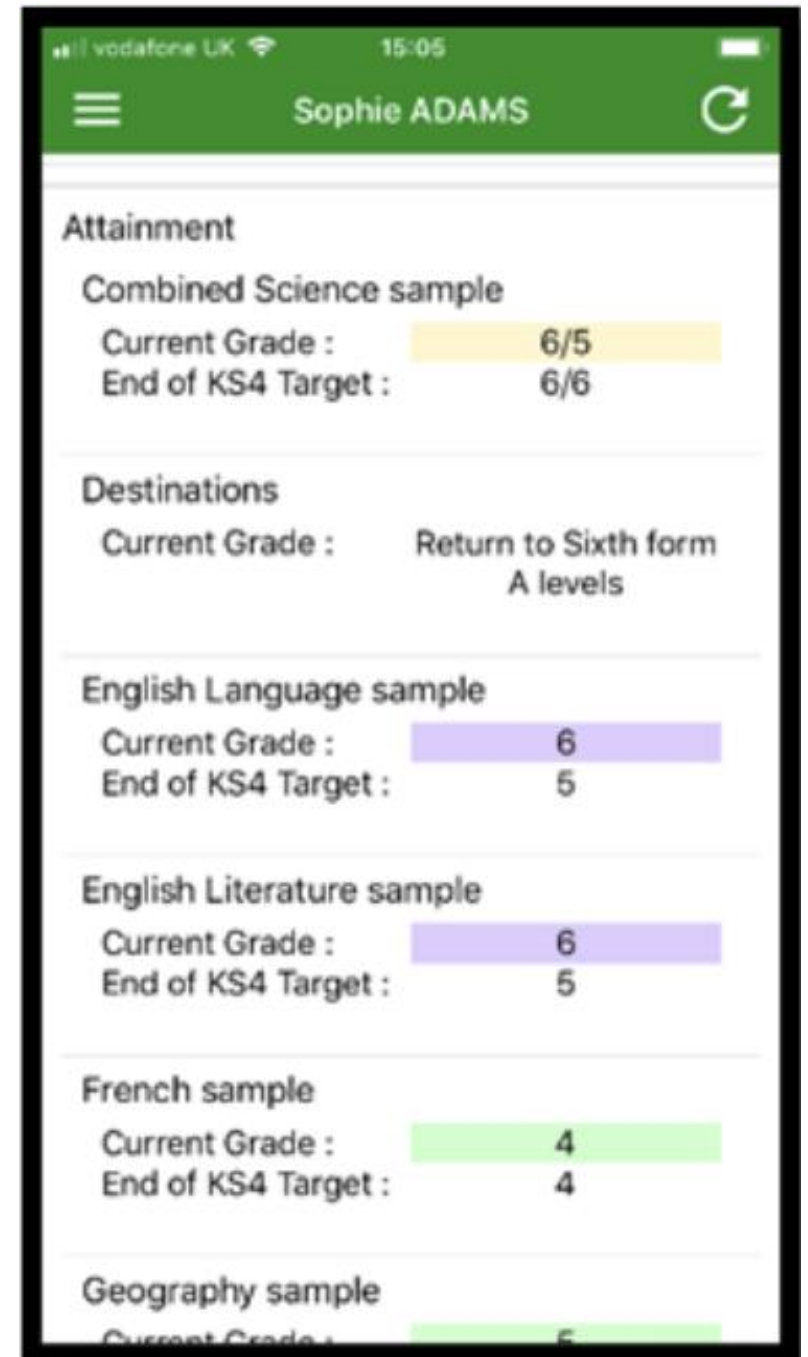 vodafone UK 15:05
Sophie ADAMS
Attainment
Combined Science sample
Current Grade : 6/5
End of KS4 Target : 6/6
Destinations
Current Grade : Return to Sixth form
A levels
English Language sample
Current Grade : 6
End of KS4 Target : 5
English Literature sample
Current Grade : 6
End of KS4 Target : 5
French sample
Current Grade : 4
End of KS4 Target : 4
Geography sample
Current Grade :